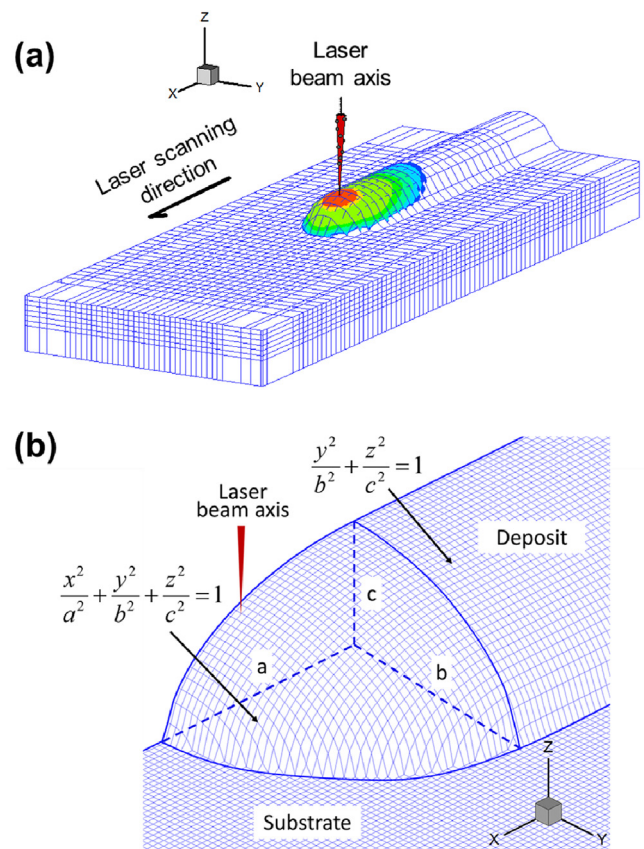 (a)
Z
X
Y
Laser
beam axis
Laser scanning
direction
(b)
y²/b² + z²/c² = 1
Laser
beam axis
Deposit
x²/a² + y²/b² + z²/c² = 1
c
a
b
Z
X
Y
Substrate